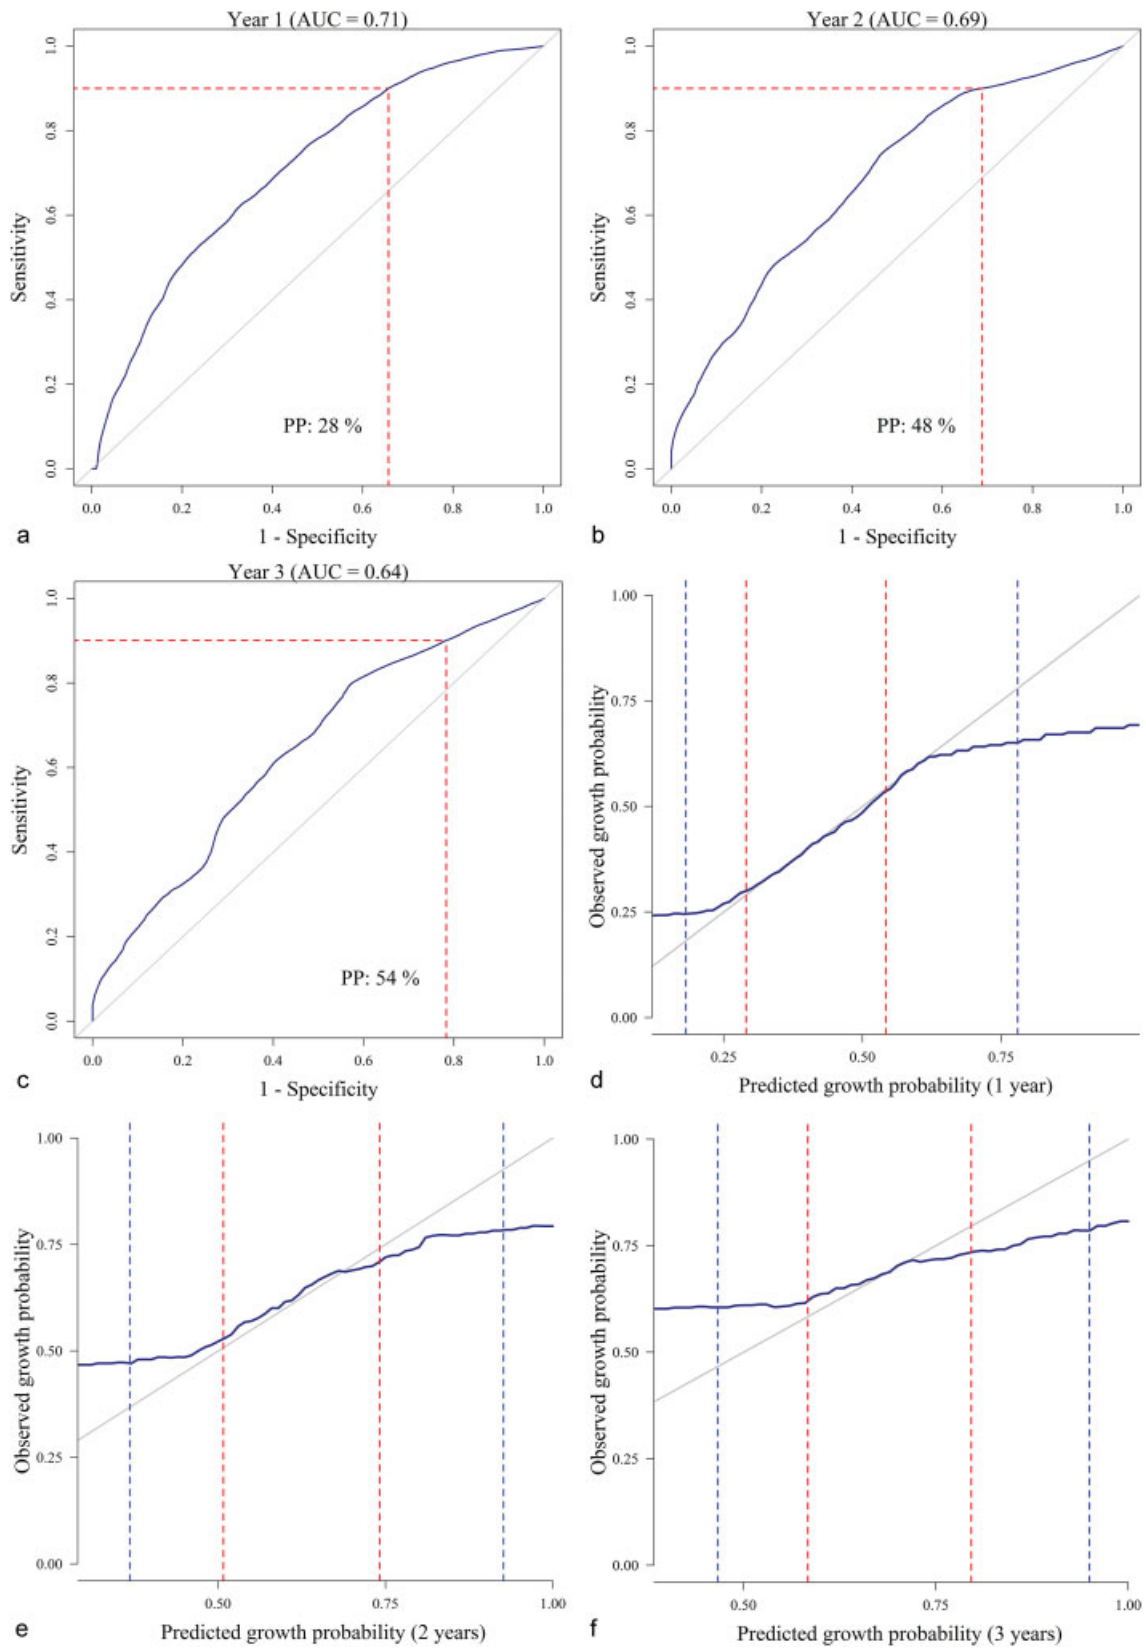 Year 1 (AUC = 0.71)
1.0
0.8
0.6
0.4
0.2
0.0
Sensitivity
PP: 28 %
0.0 0.2 0.4 0.6 0.8 1.0
1 - Specificity
a
Year 2 (AUC = 0.69)
1.0
0.8
0.6
0.4
0.2
0.0
Sensitivity
PP: 48 %
0.0 0.2 0.4 0.6 0.8 1.0
1 - Specificity
b
Year 3 (AUC = 0.64)
1.0
0.8
0.6
0.4
0.2
0.0
Sensitivity
PP: 54 %
0.0 0.2 0.4 0.6 0.8 1.0
1 - Specificity
c
1.00
0.75
0.50
0.25
0.00
Observed growth probability
0.25 0.50 0.75
Predicted growth probability (1 year)
d
1.00
0.75
0.50
0.25
0.00
Observed growth probability
0.50 0.75 1.00
Predicted growth probability (2 years)
e
1.00
0.75
0.50
0.25
0.00
Observed growth probability
0.50 0.75 1.00
Predicted growth probability (3 years)
f